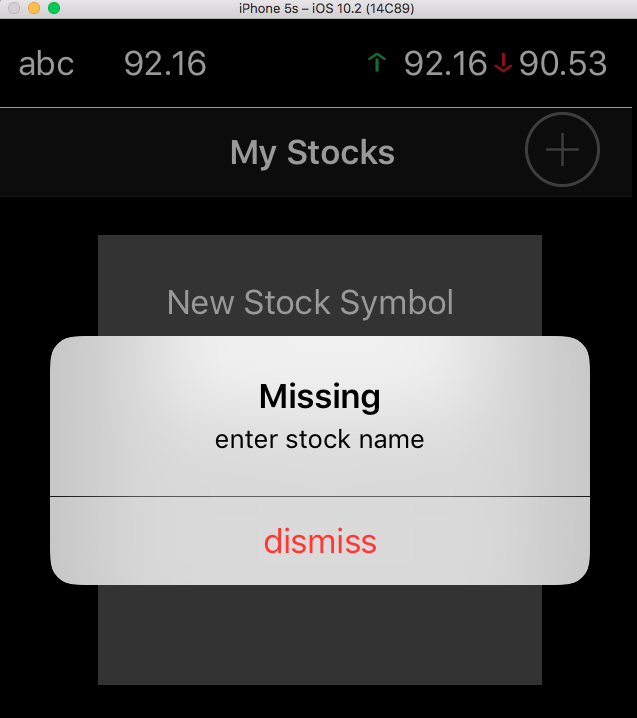 iPhone 5s – iOS 10.2 (14C89)
abc 92.16 92.16 90.53
My Stocks
New Stock Symbol
Missing
enter stock name
dismiss